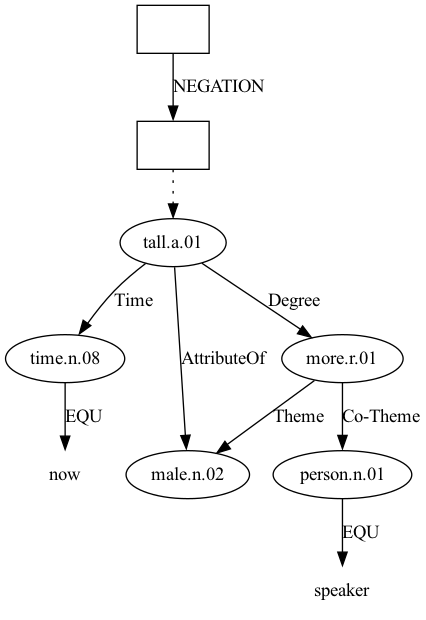 NEGATION
tall.a.01
Time
Degree
time.n.08
AttributeOf
more.r.01
EQU
Theme
Co-Theme
now
male.n.02
person.n.01
EQU
speaker